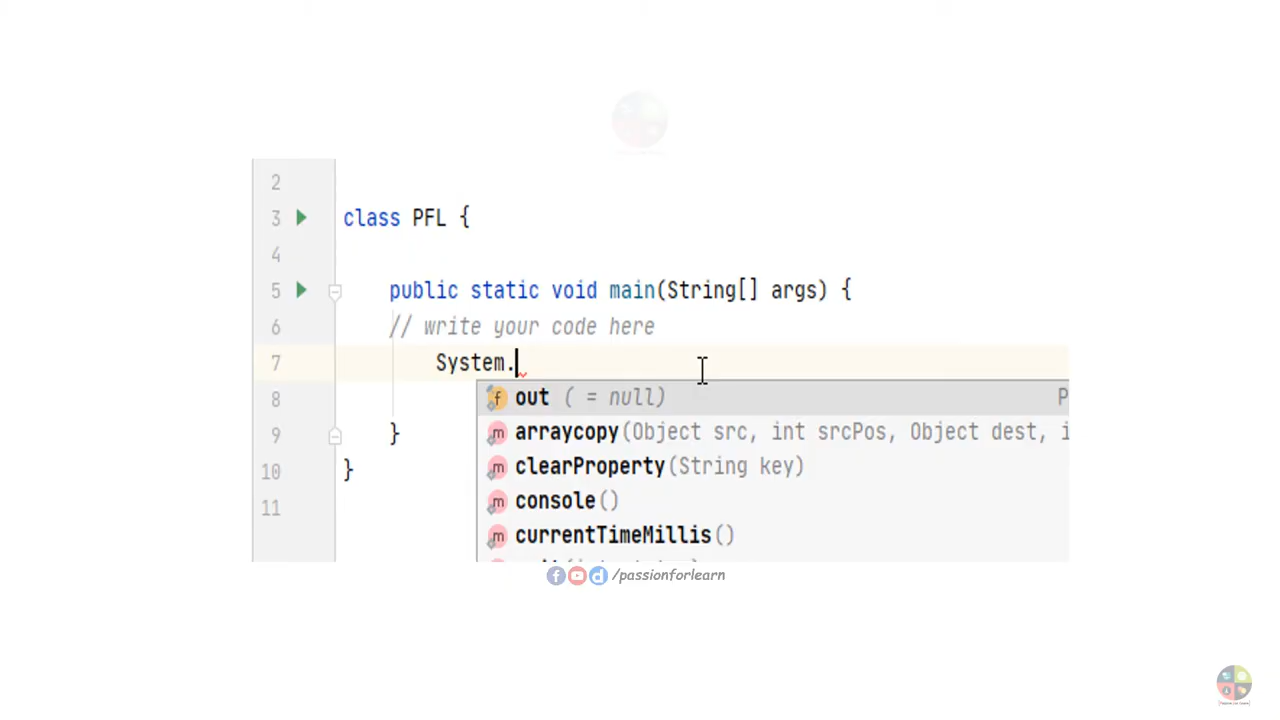 2
3 class PFL {
4
5 public static void main(String[] args) {
6 // write your code here
7 System.
8 out ( = null) P
arraycopy(Object src, int srcPos, Object dest, i
9 }
clearProperty(String key)
10 }
console()
11
currentTimeMillis()
/passionforlearn